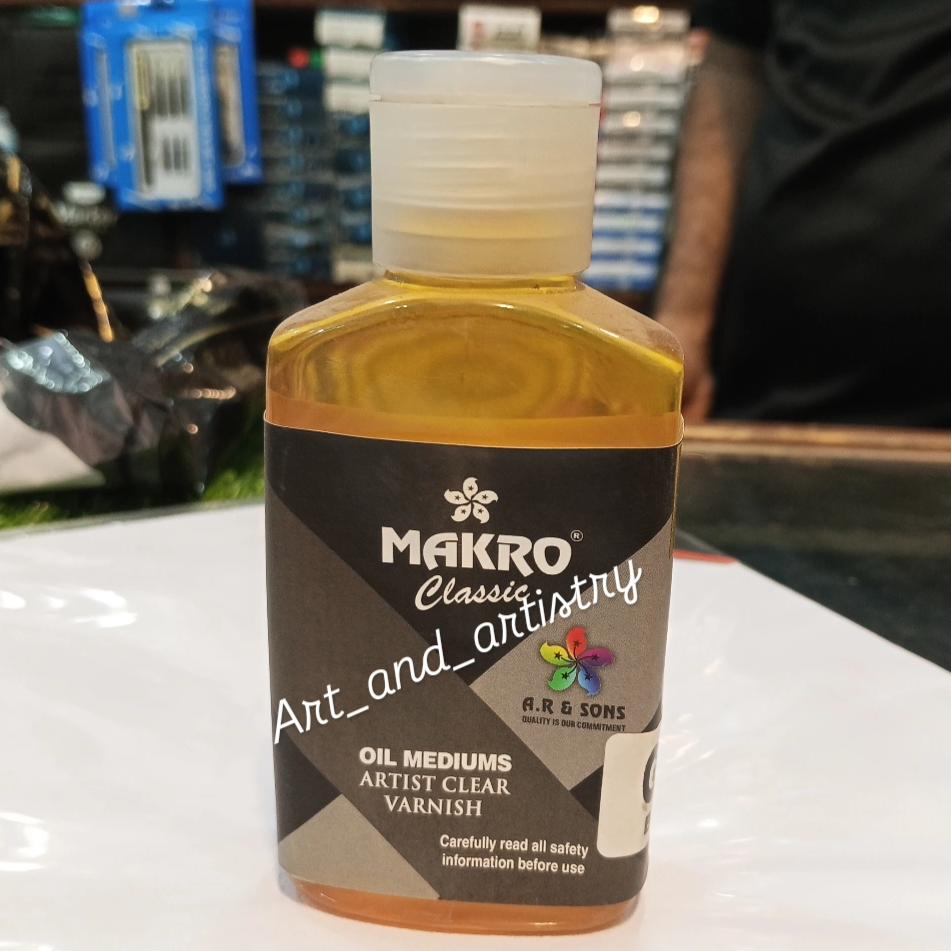 MAKRO®
Classic
Art_and_artistry
A.R & SONS
QUALITY IS OUR COMMITMENT
OIL MEDIUMS
ARTIST CLEAR
VARNISH
Carefully read all safety
information before use